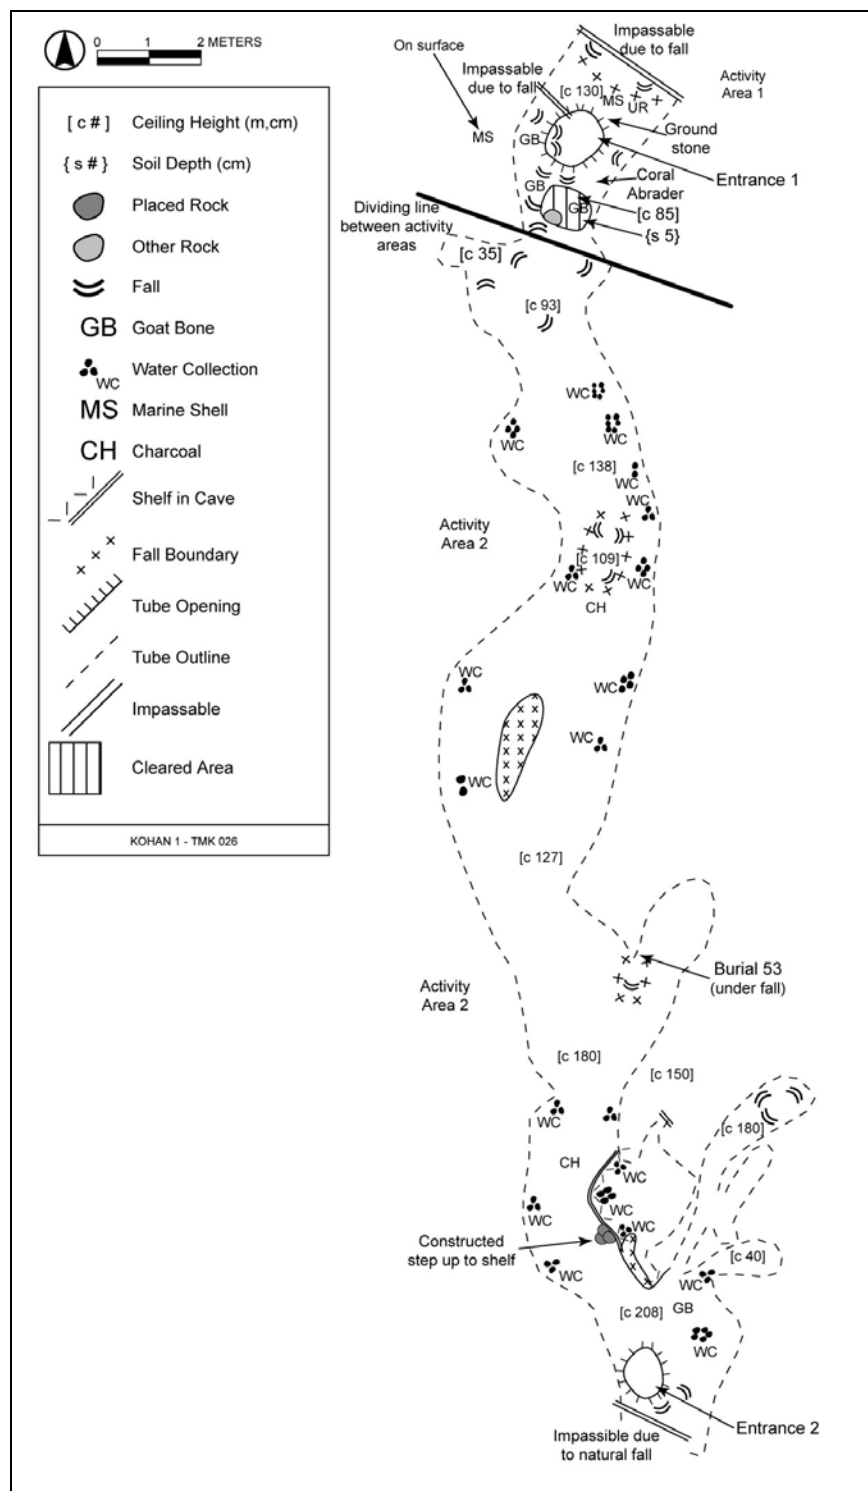 0 1 2 METERS
[ c # ] Ceiling Height (m,cm)
{ s # } Soil Depth (cm)
Placed Rock
Other Rock
Fall
GB Goat Bone
WC Water Collection
MS Marine Shell
CH Charcoal
Shelf in Cave
Fall Boundary
Tube Opening
Tube Outline
Impassable
Cleared Area
KOHAN 1 - TMK 026
Impassable
due to fall
On surface
Impassable
due to fall
[c 130]
MS
UR
Activity
Area 1
MS
GB
Ground
stone
Entrance 1
GB
Coral
Abrader
GB
[c 85]
{s 5}
Dividing line
between activity
areas
[c 35]
[c 93]
WC
WC
WC
[c 138]
WC
WC
Activity
Area 2
[c 109]
WC
WC
CH
WC
WC
WC
WC
[c 127]
Burial 53
(under fall)
Activity
Area 2
[c 180]
[c 150]
WC
[c 180]
CH
WC
WC
WC
WC
Constructed
step up to shelf
[c 40]
WC
WC
[c 208]
GB
WC
Entrance 2
Impassible due
to natural fall